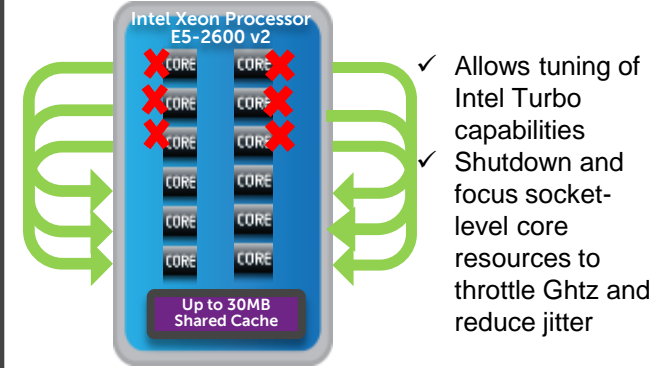 Intel Xeon Processor
E5-2600 v2
CORE CORE
CORE CORE
CORE CORE
CORE CORE
CORE CORE
CORE CORE
Up to 30MB
Shared Cache
✓ Allows tuning of
Intel Turbo
capabilities
✓ Shutdown and
focus socket-
level core
resources to
throttle Ghtz and
reduce jitter